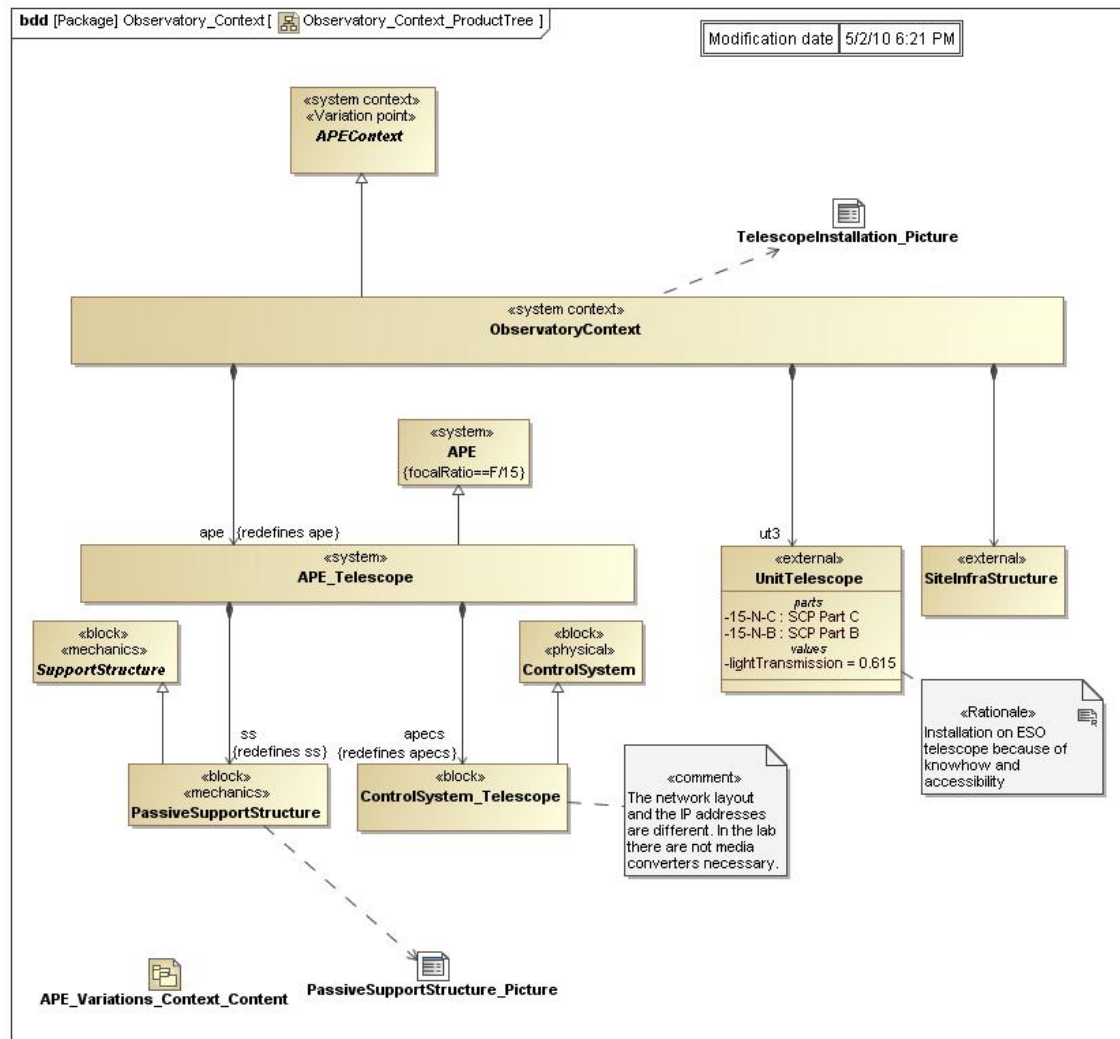 bdd [Package] Observatory_Context [ Observatory_Context_ProductTree ]
Modification date 5/2/10 6:21 PM
«system context»
«Variation point»
APEContext
TelescopeInstallation_Picture
«system context»
ObservatoryContext
«system»
APE
{focalRatio==F/15}
ape {redefines ape}
ut3
«system»
APE_Telescope
«external»
UnitTelescope
parts
-15-N-C : SCP Part C
-15-N-B : SCP Part B
values
-lightTransmission = 0.615
«external»
SiteInfraStructure
«block»
«mechanics»
SupportStructure
«block»
«physical»
ControlSystem
«Rationale»
Installation on ESO
telescope because of
knowhow and
accessibility
ss
{redefines ss}
apecs
{redefines apecs}
«block»
«mechanics»
PassiveSupportStructure
«block»
ControlSystem_Telescope
«comment»
The network layout
and the IP addresses
are different. In the lab
there are not media
converters necessary.
APE_Variations_Context_Content
PassiveSupportStructure_Picture